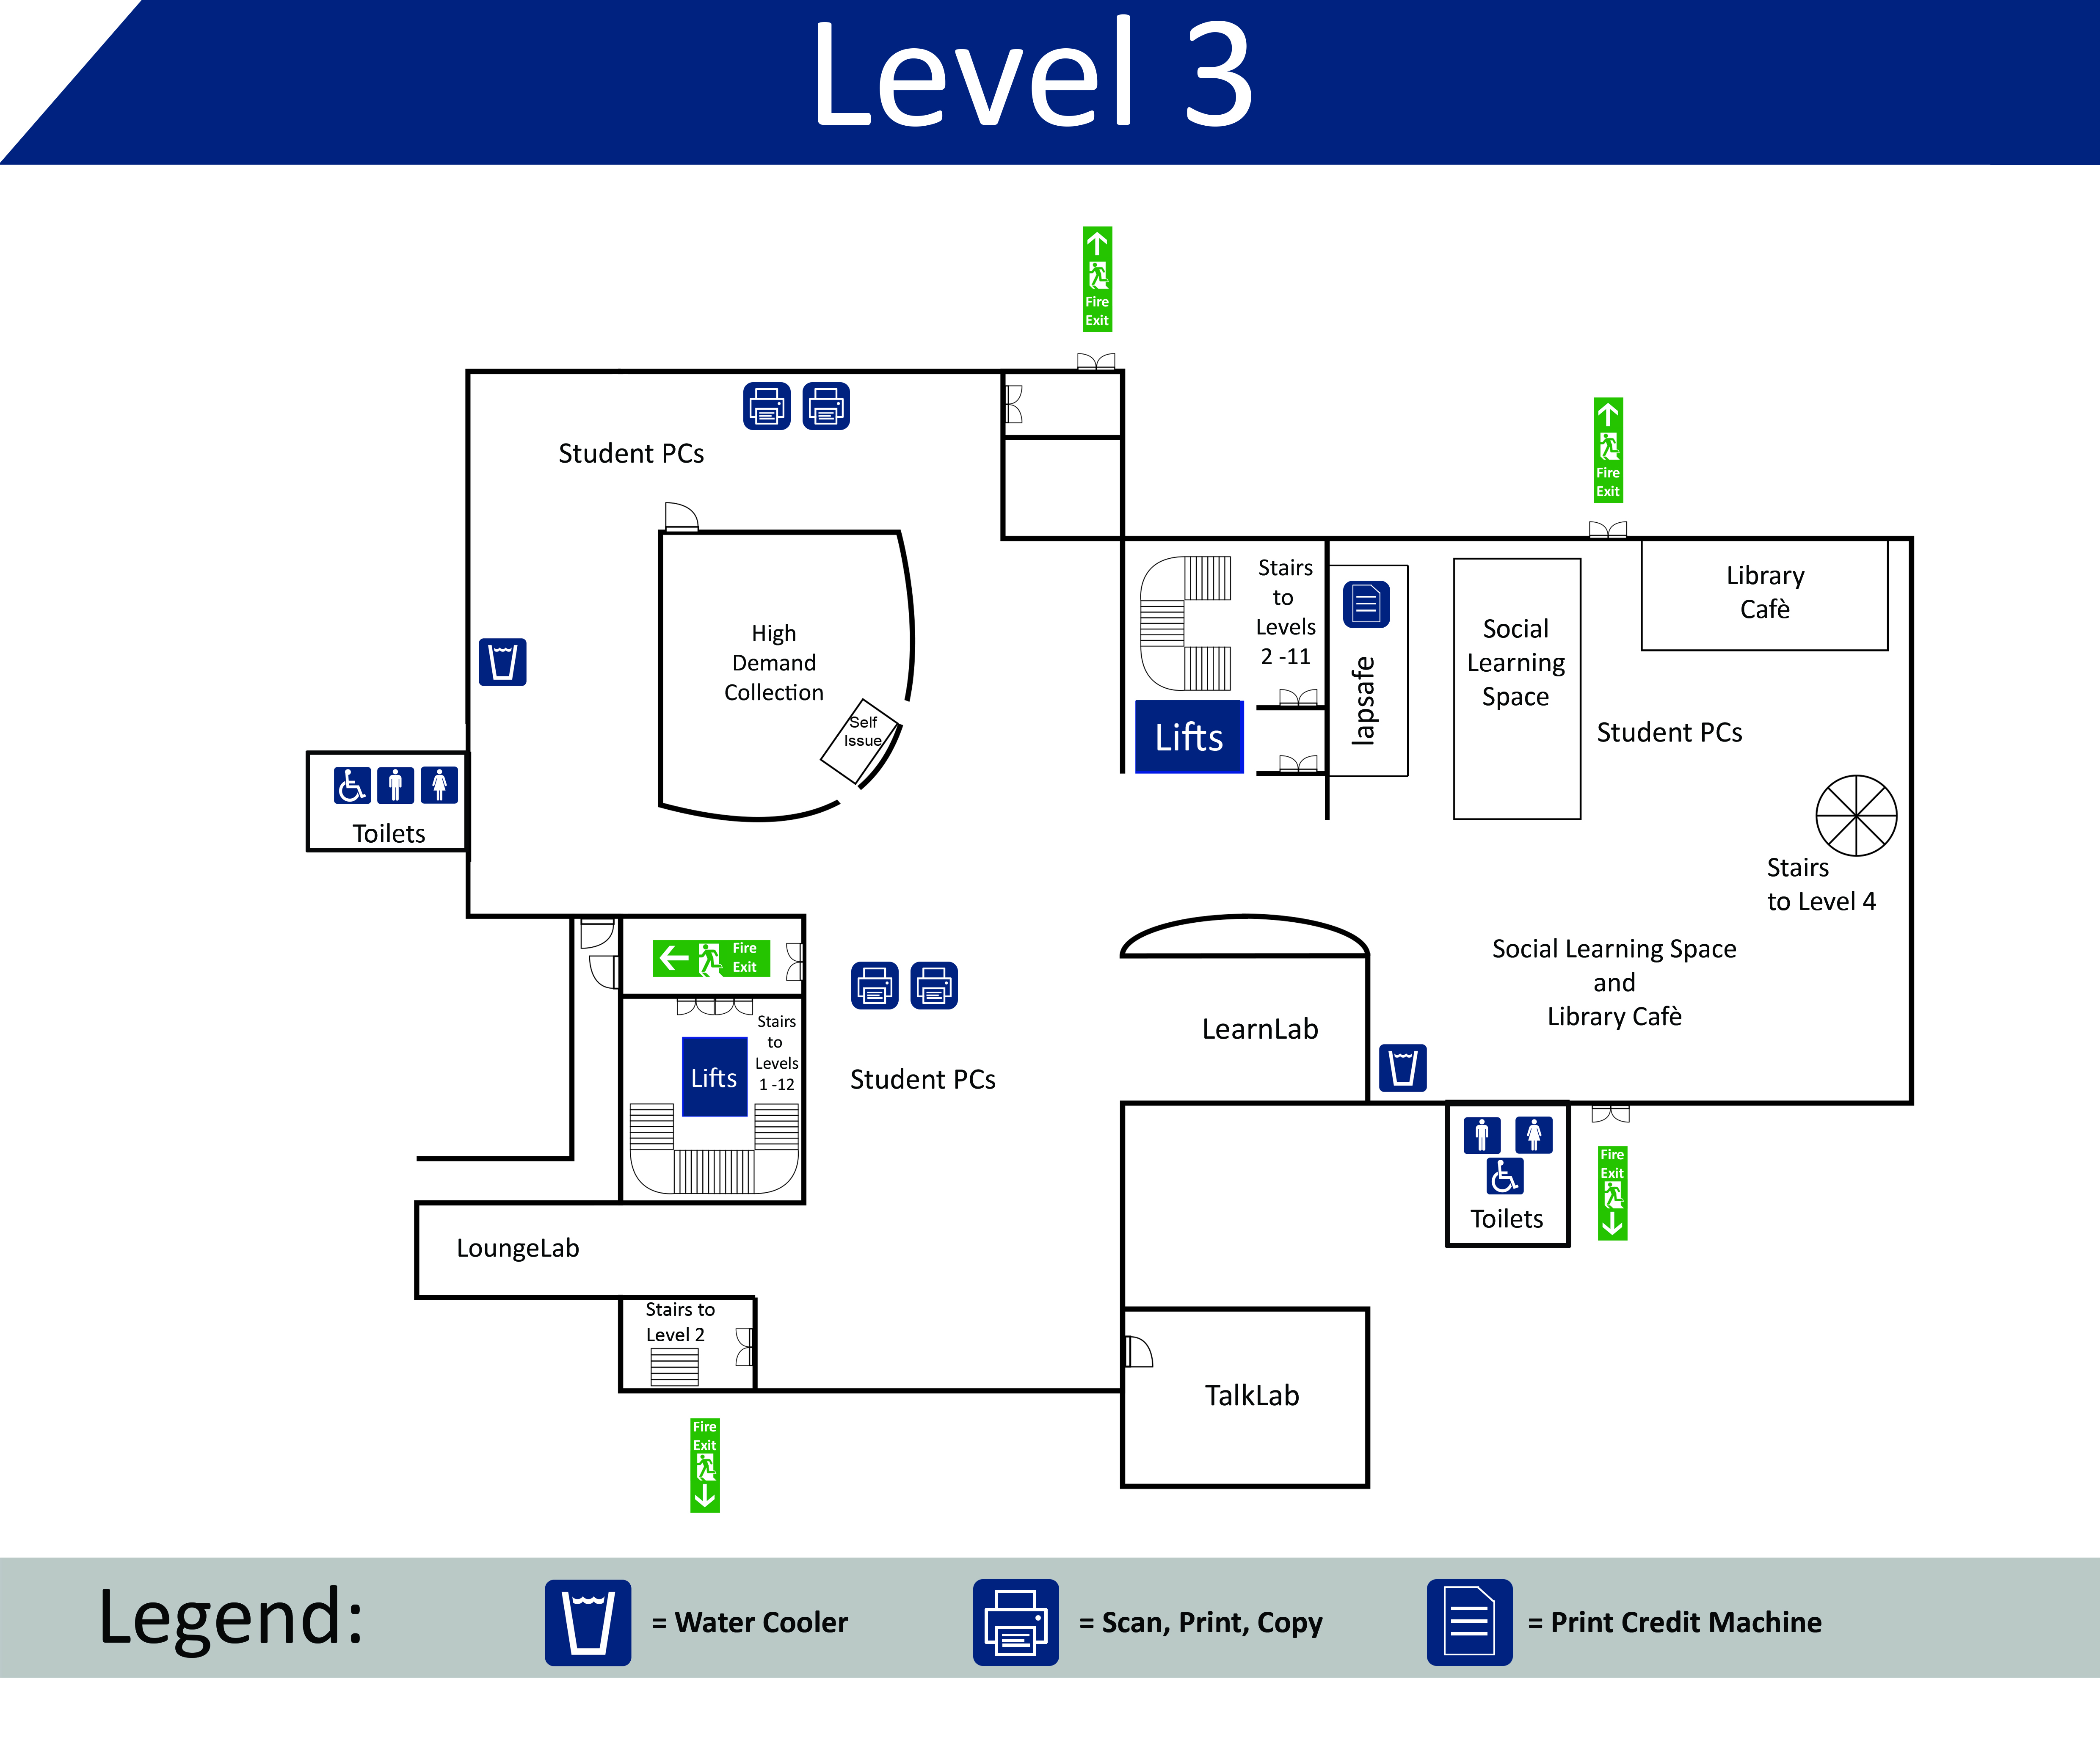 Level 3
Fire
Exit
Fire
Exit
Student PCs
High
Demand
Collection
Self
Issue
Toilets
Stairs
to
Levels
2 -11
Lifts
lapsafe
Social
Learning
Space
Library
Cafè
Student PCs
Stairs
to Level 4
Social Learning Space
and
Library Cafè
Fire
Exit
Stairs
to
Levels
1 -12
Lifts
Student PCs
LearnLab
Toilets
Fire
Exit
LoungeLab
Stairs to
Level 2
TalkLab
Fire
Exit
Legend:
= Water Cooler
= Scan, Print, Copy
= Print Credit Machine